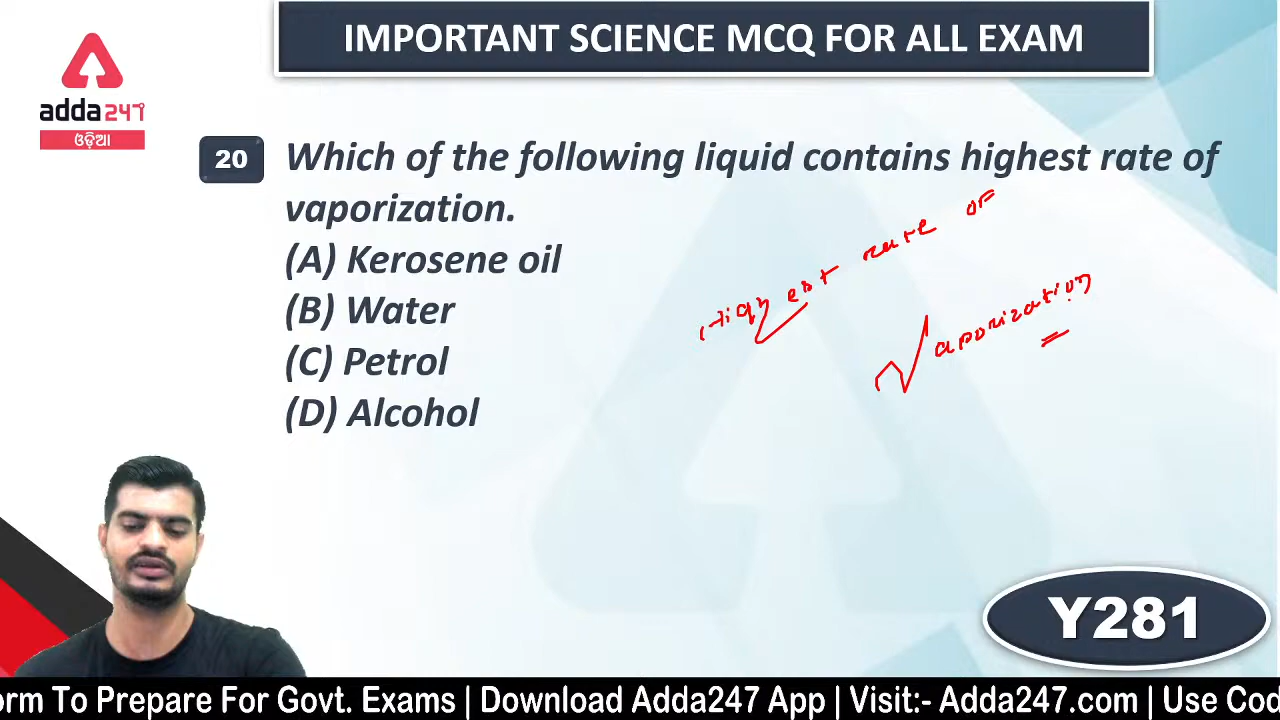 IMPORTANT SCIENCE MCQ FOR ALL EXAM
adda247
ଓଡ଼ିଆ
20
Which of the following liquid contains highest rate of
vaporization.
(A) Kerosene oil
(B) Water
(C) Petrol
(D) Alcohol
Highest rate of
Vaporization
Y281
orm To Prepare For Govt. Exams | Download Adda247 App | Visit:- Adda247.com | Use Cod